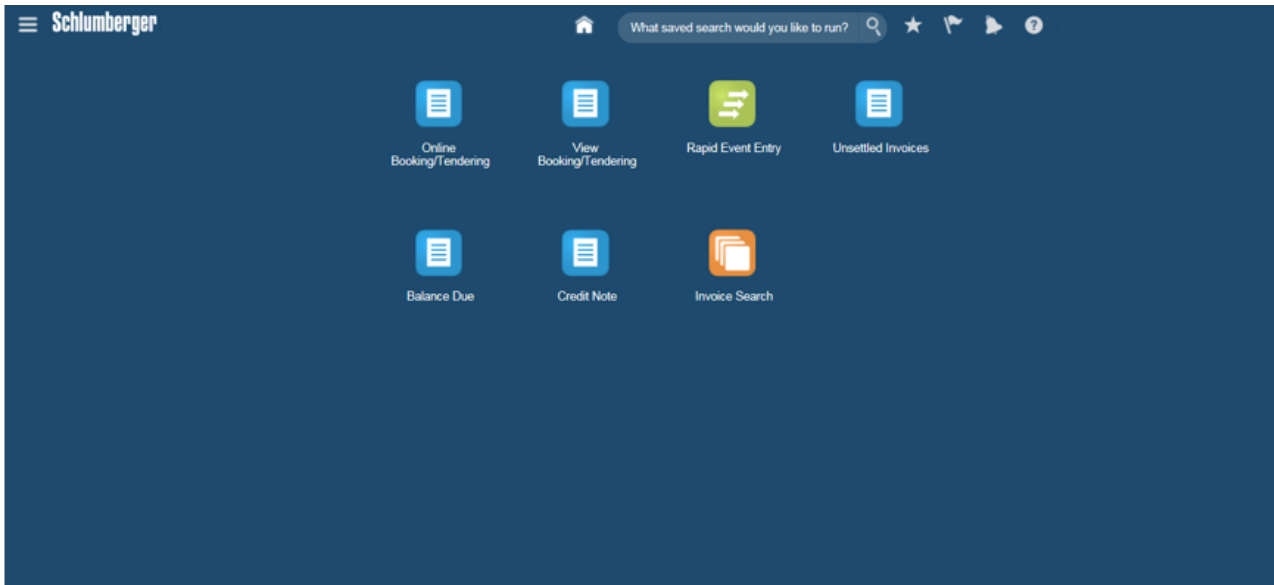 Schlumberger
What saved search would you like to run?
?
Online
Booking/Tendering
View
Booking/Tendering
Rapid Event Entry
Unsettled Invoices
Balance Due
Credit Note
Invoice Search